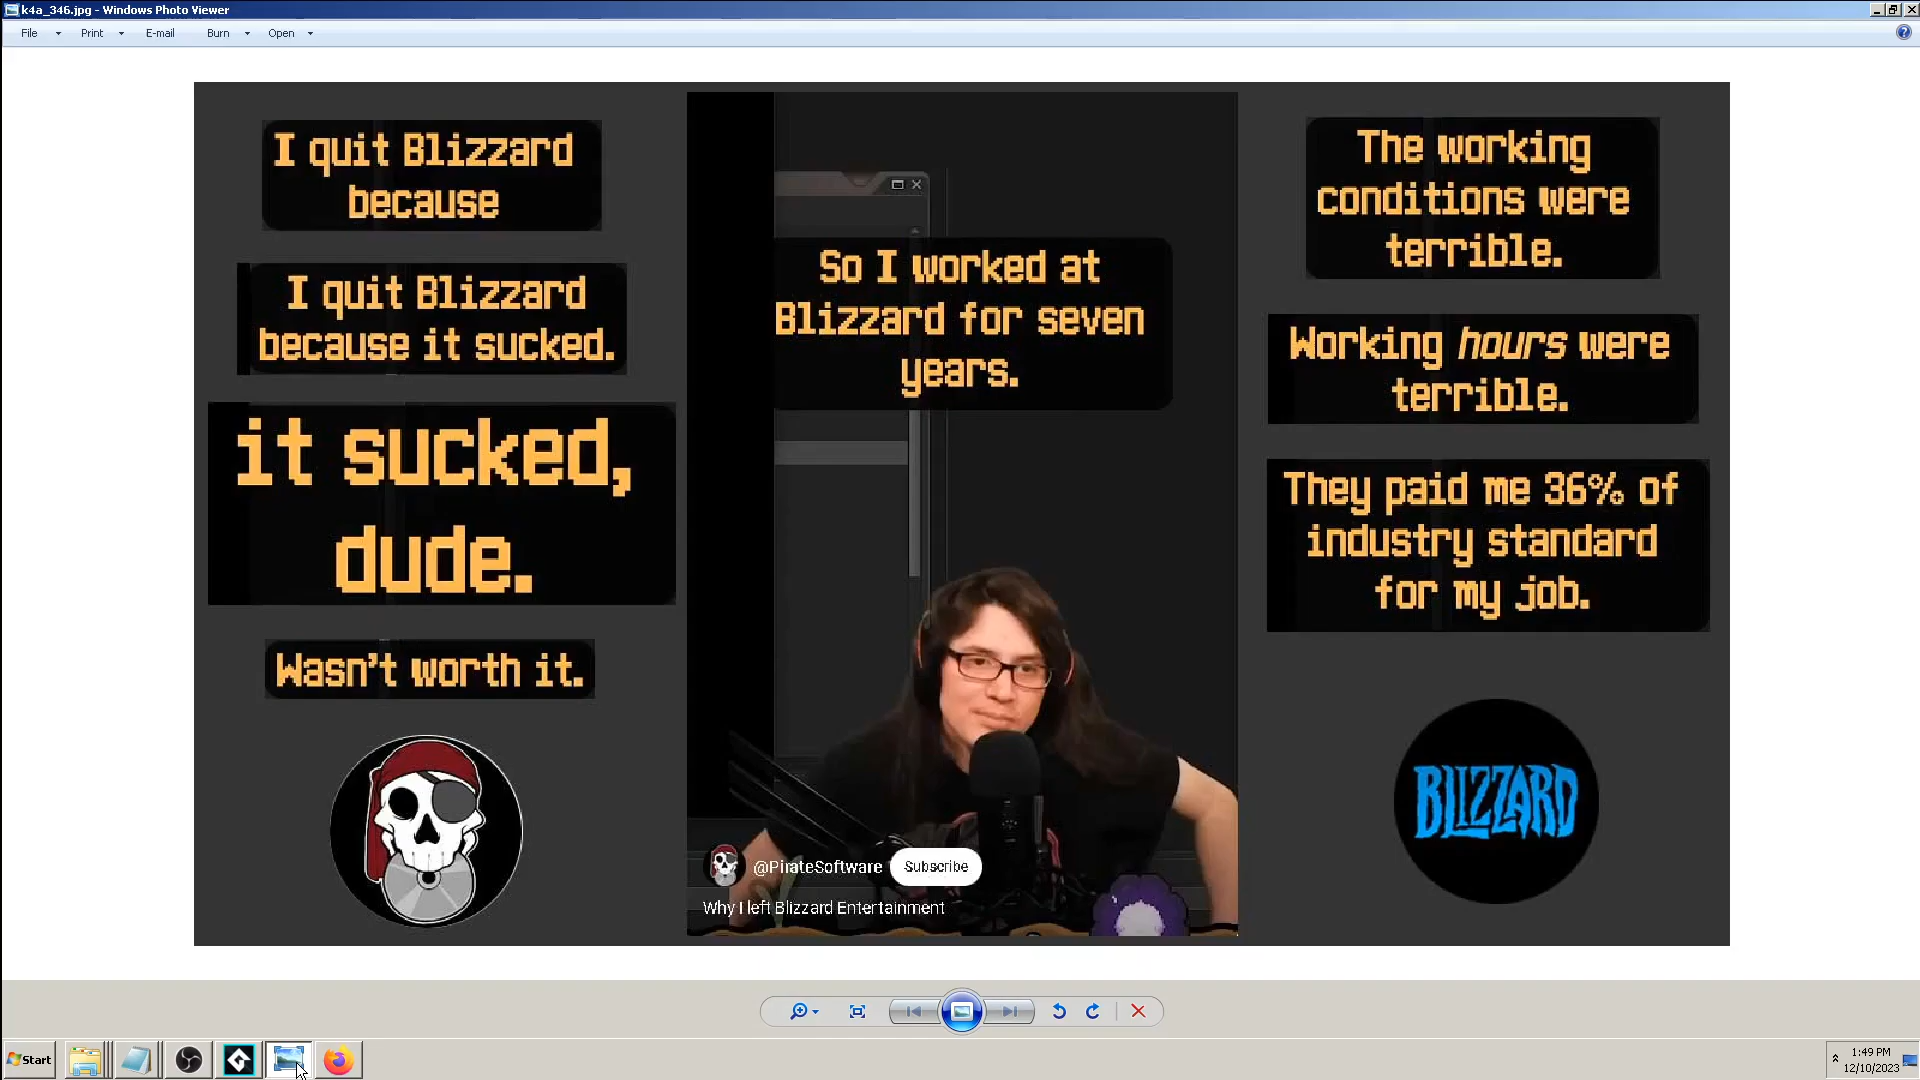 k4a_346.jpg - Windows Photo Viewer
File Print E-mail Burn Open
I quit Blizzard
because
I quit Blizzard
because it sucked.
it sucked,
dude.
Wasn't worth it.
So I worked at
Blizzard for seven
years.
@PirateSoftware Subscribe
Why I left Blizzard Entertainment
The working
conditions were
terrible.
Working hours were
terrible.
They paid me 36% of
industry standard
for my job.
BLIZZARD
Start
1:49 PM
12/10/2023